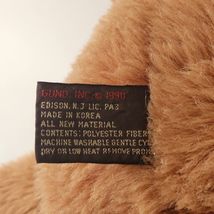 GUND, INC. © 1990
EDISON, N.J LIC. PA3
MADE IN KOREA
ALL NEW MATERIAL
CONTENTS: POLYESTER FIBER
MACHINE WASHABLE GENTLE CY
DRY ON LOW HEAT REMOVE PROM